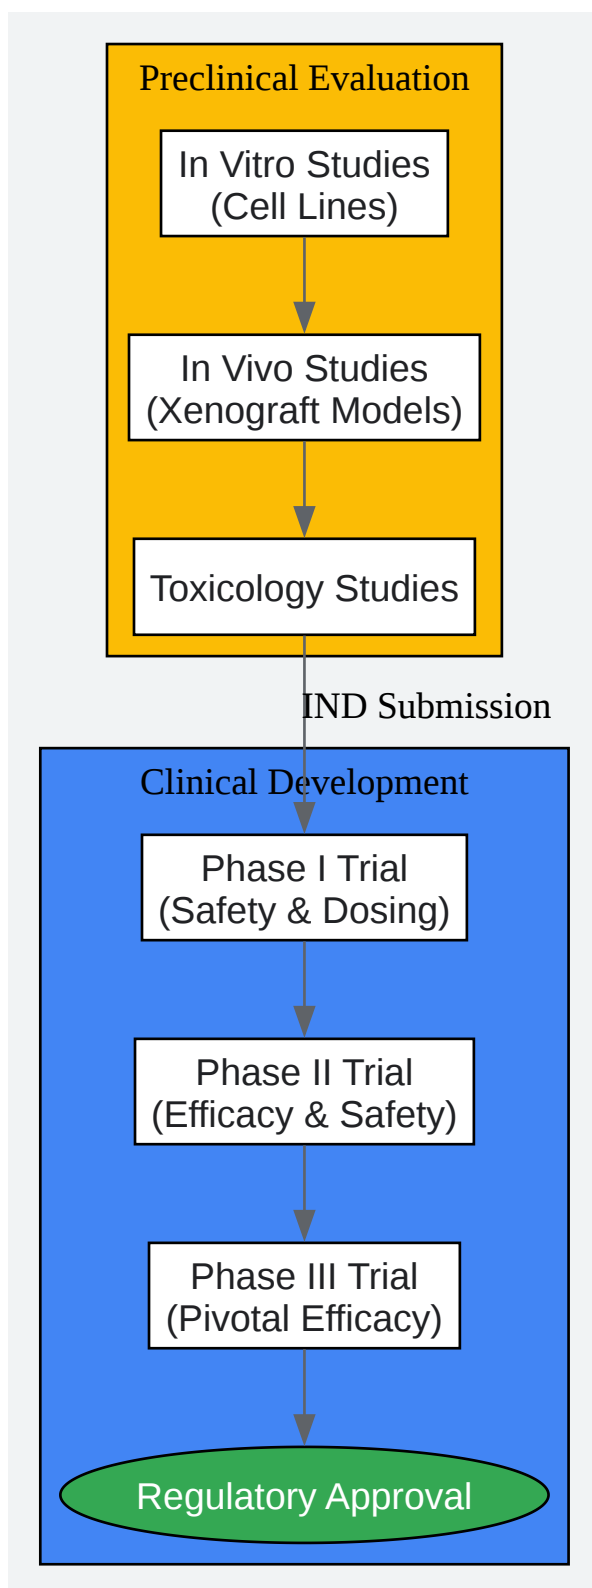 Preclinical Evaluation
In Vitro Studies
(Cell Lines)
In Vivo Studies
(Xenograft Models)
Toxicology Studies
IND Submission
Clinical Development
Phase I Trial
(Safety & Dosing)
Phase II Trial
(Efficacy & Safety)
Phase III Trial
(Pivotal Efficacy)
Regulatory Approval